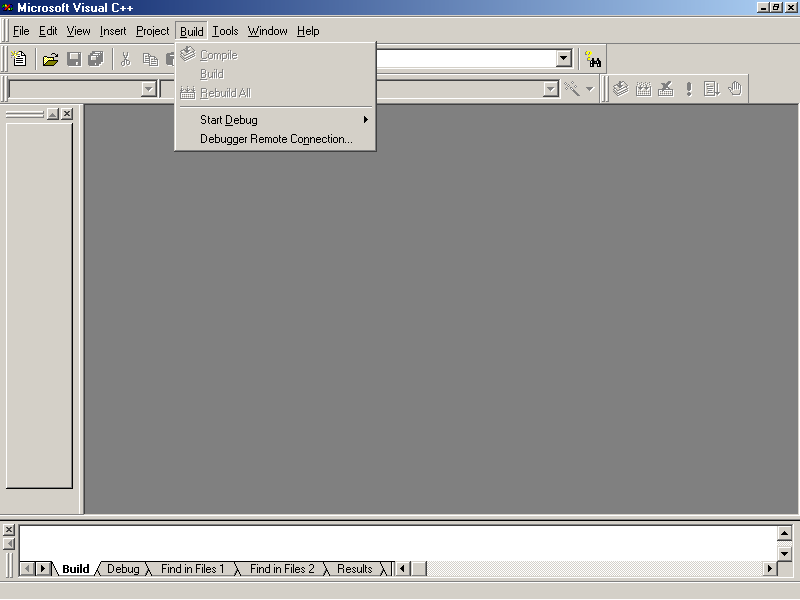 Microsoft Visual C++
File Edit View Insert Project Build Tools Window Help
Compile
Build
Rebuild All
Start Debug
Debugger Remote Connection...
Build Debug Find in Files 1 Find in Files 2 Results